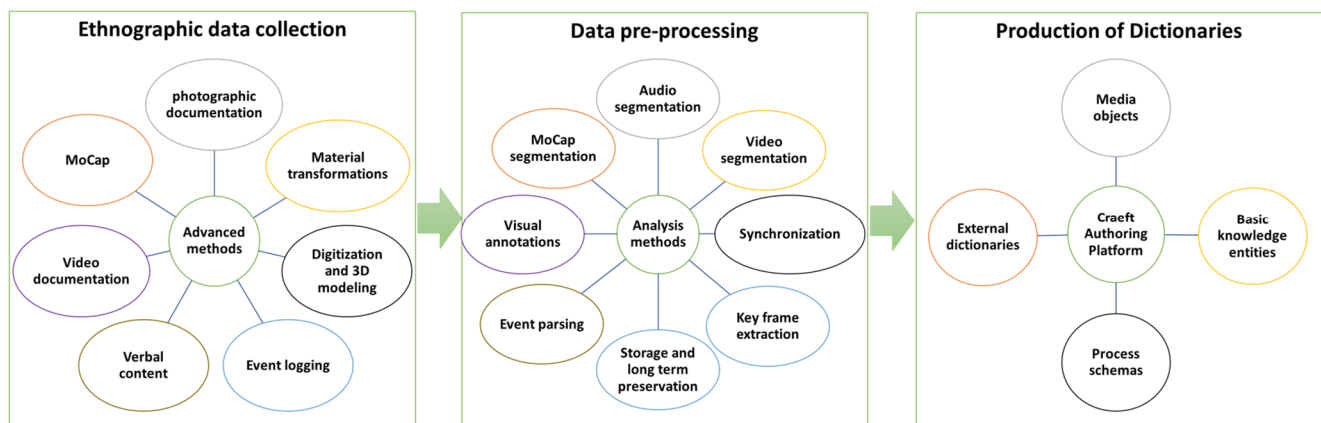 Ethnographic data collection
photographic
documentation
MoCap
Material
transformations
Advanced
methods
Video
documentation
Digitization
and 3D
modeling
Verbal
content
Event logging
Data pre-processing
Audio
segmentation
MoCap
segmentation
Video
segmentation
Visual
annotations
Analysis
methods
Synchronization
Event parsing
Key frame
extraction
Storage and
long term
preservation
Production of Dictionaries
Media
objects
External
dictionaries
Craeft
Authoring
Platform
Basic
knowledge
entities
Process
schemas